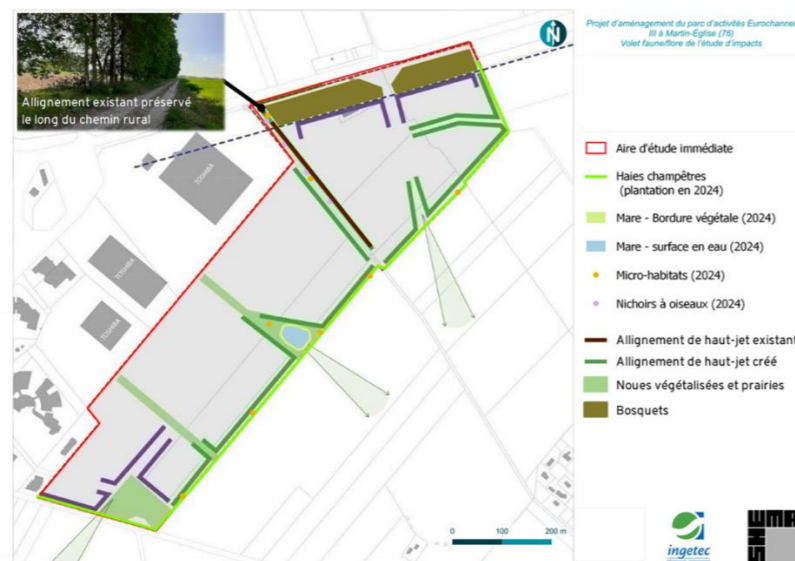 Allignement existant préservé
le long du chemin rural
N
TOSHIBA
TOSHIBA
TOSHIBA
0 100 200 m
Projet d'aménagement du parc d'activités Eurochannel
III à Martin-Église (76)
Volet faune/flore de l'étude d'impacts
Aire d'étude immédiate
Haies champêtres
(plantation en 2024)
Mare - Bordure végétale (2024)
Mare - surface en eau (2024)
Micro-habitats (2024)
Nichoirs à oiseaux (2024)
Allignement de haut-jet existant
Allignement de haut-jet créé
Noues végétalisées et prairies
Bosquets
ingetec